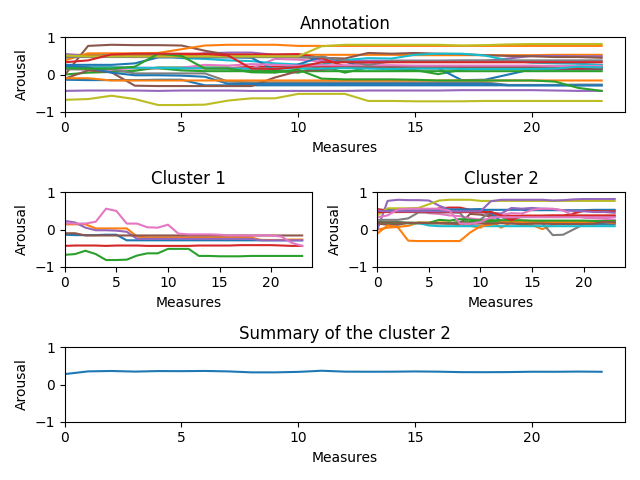 Annotation
Arousal
1
0
-1
0 5 10 15 20
Measures
Cluster 1 Cluster 2
Arousal Arousal
1 1
0 0
-1 -1
0 5 10 15 20 0 5 10 15 20
Measures Measures
Summary of the cluster 2
Arousal
1
0
-1
0 5 10 15 20
Measures